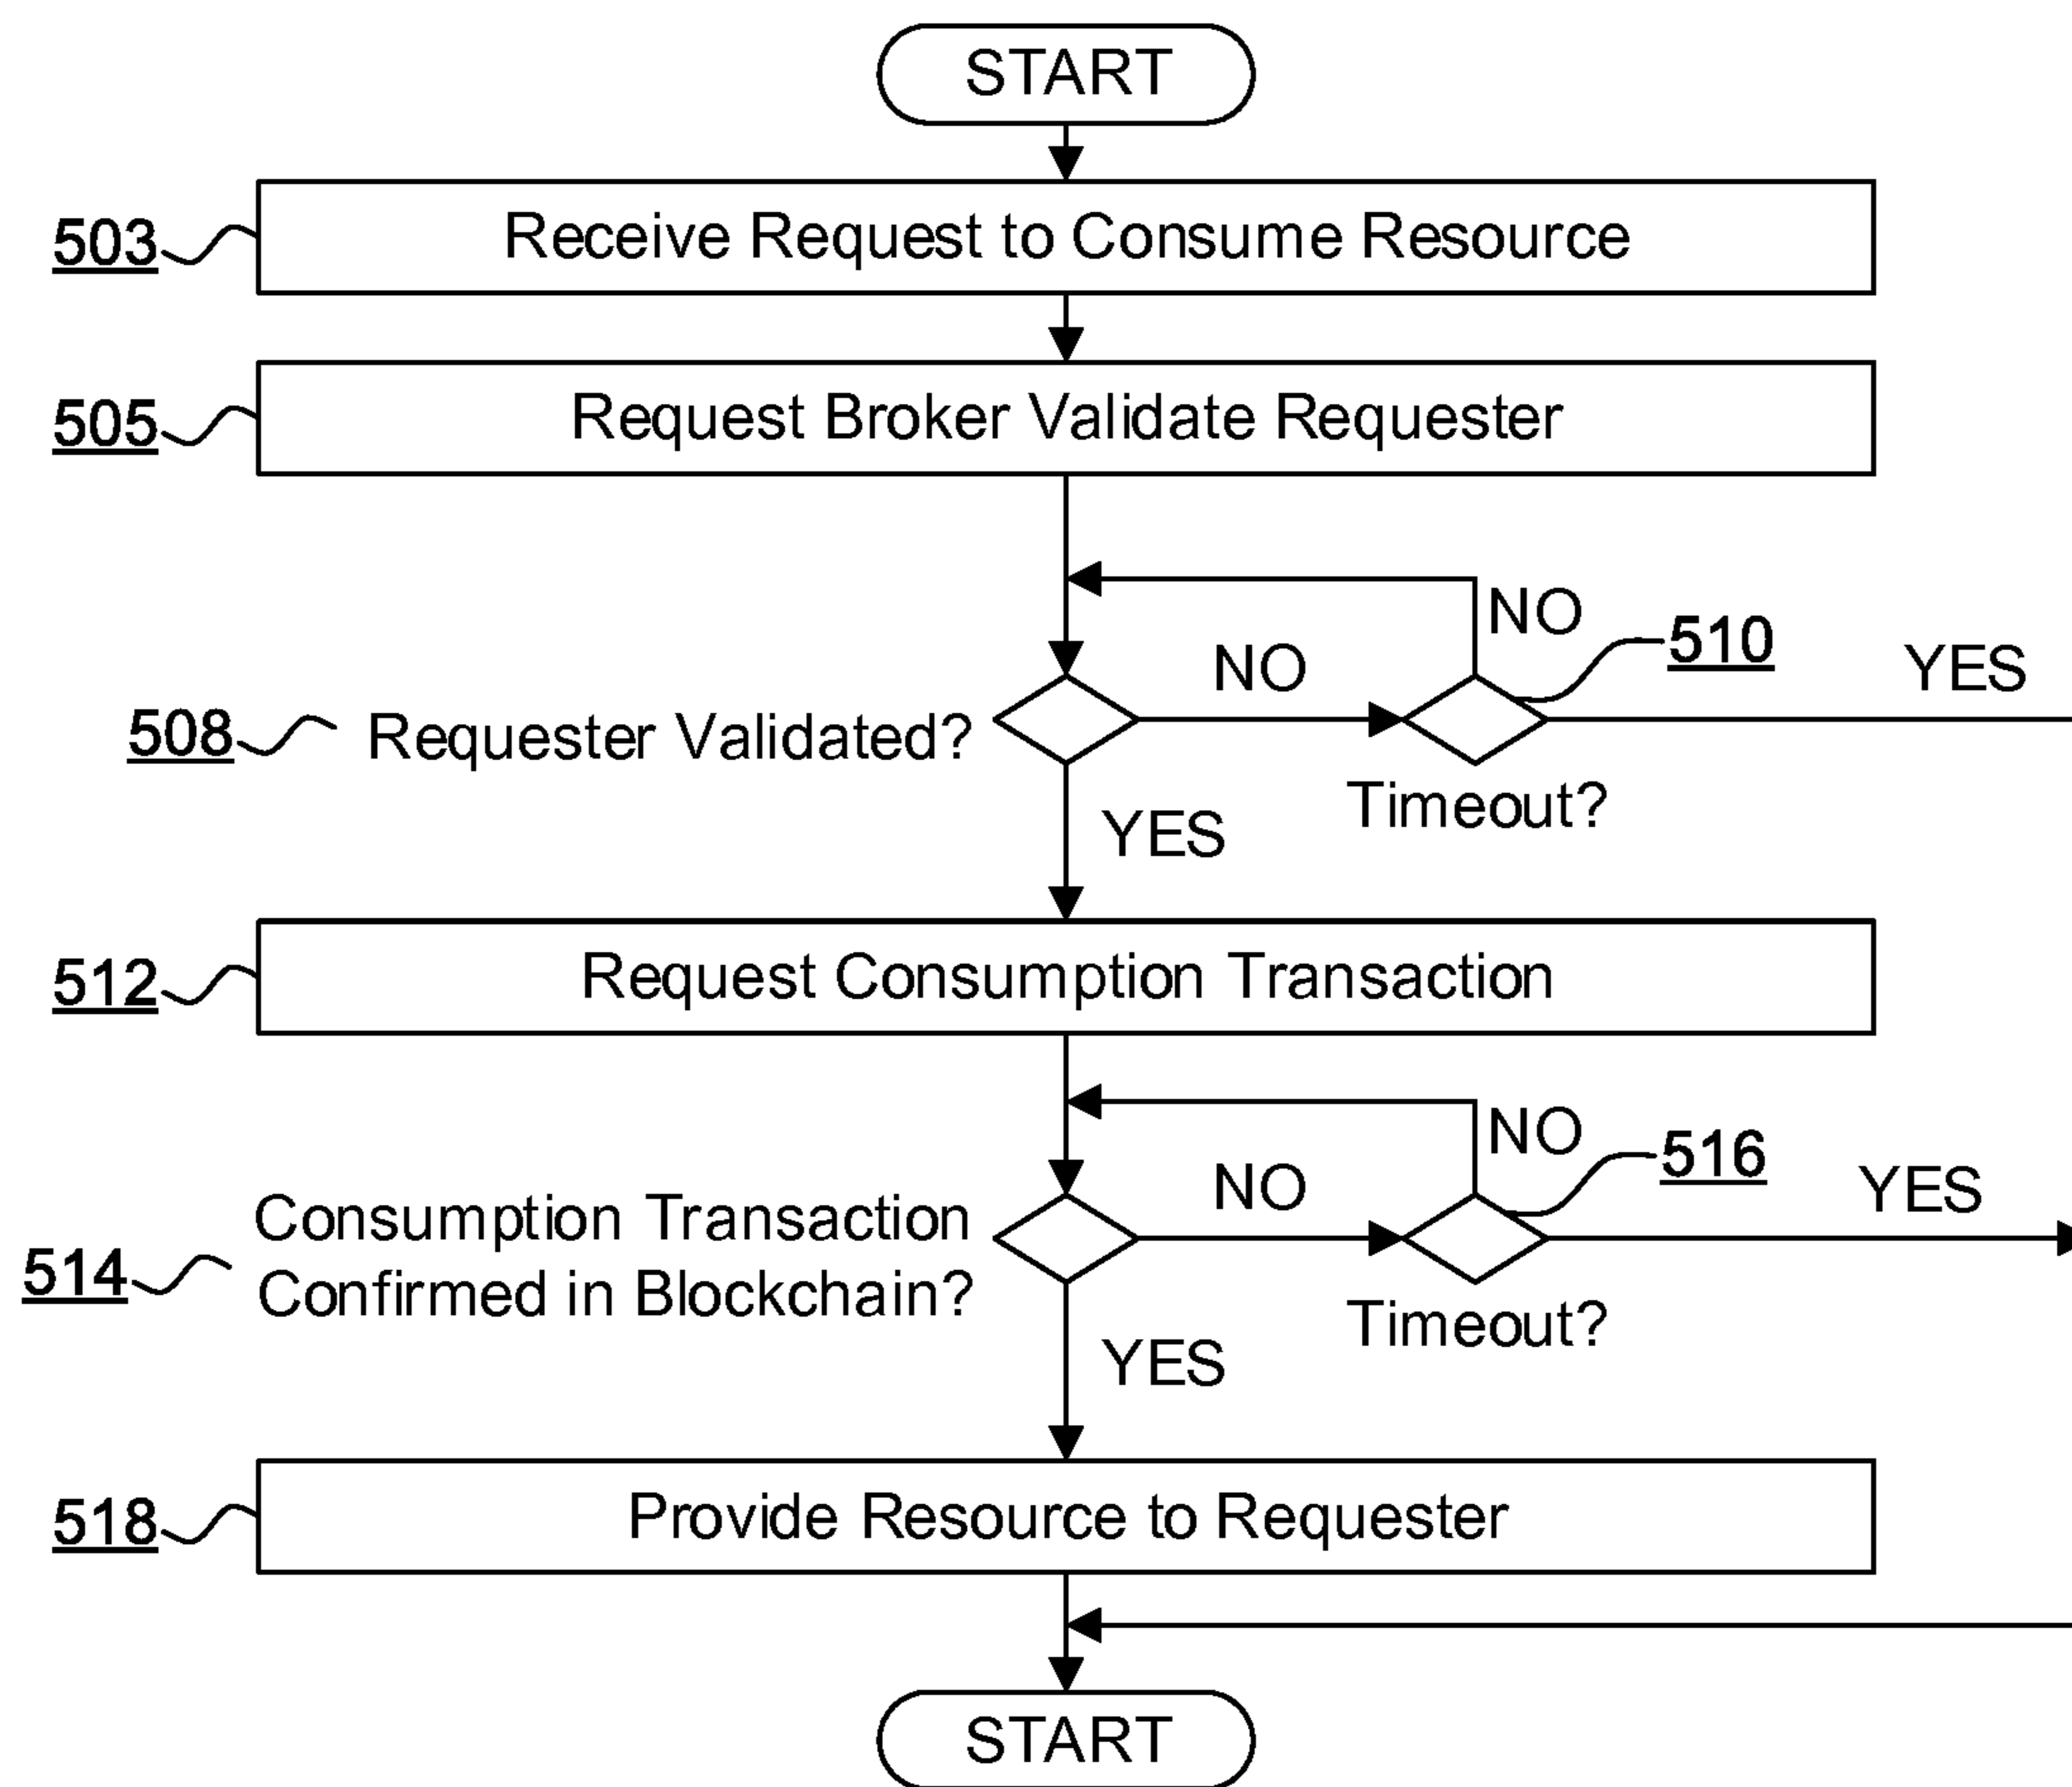 START
503
Receive Request to Consume Resource
505
Request Broker Validate Requester
NO
510
NO
YES
508
Requester Validated?
Timeout?
YES
512
Request Consumption Transaction
NO
516
NO
YES
514
Consumption Transaction
Confirmed in Blockchain?
Timeout?
YES
518
Provide Resource to Requester
START